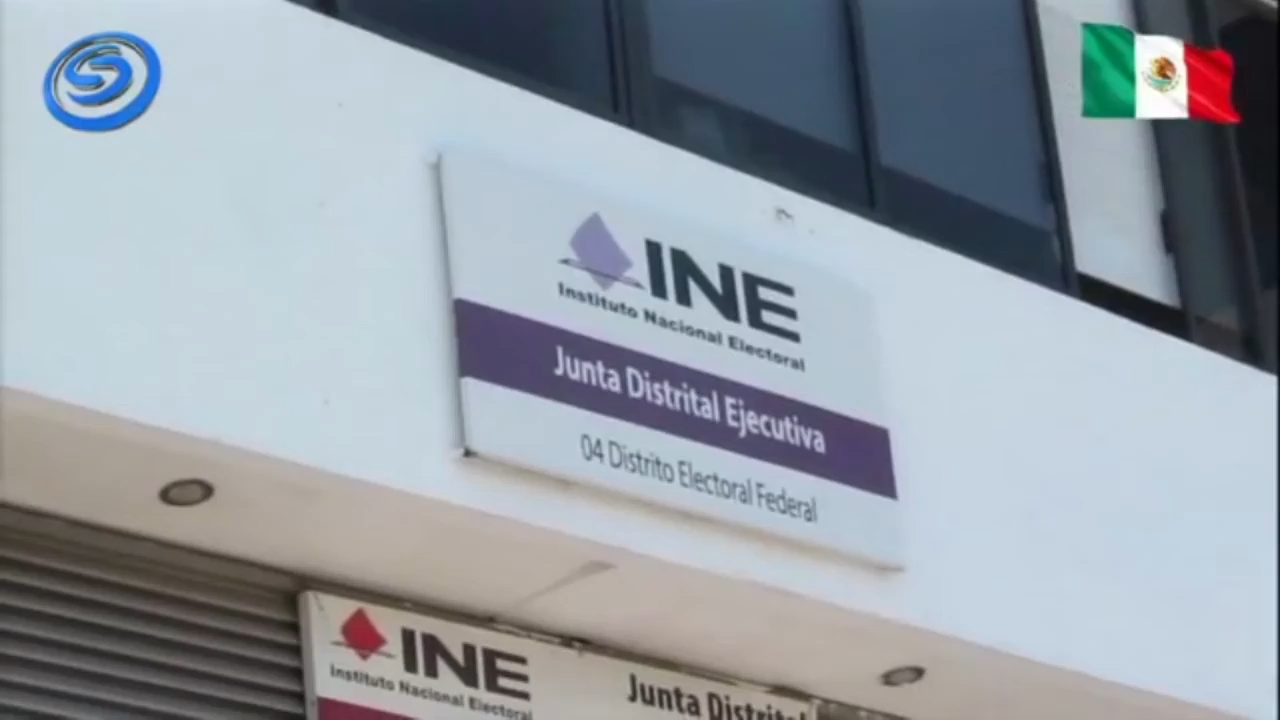 INE
Instituto Nacional Electoral
Junta Distrital Ejecutiva
04 Distrito Electoral Federal
INE
Instituto Nacional Electoral
Junta Distrital